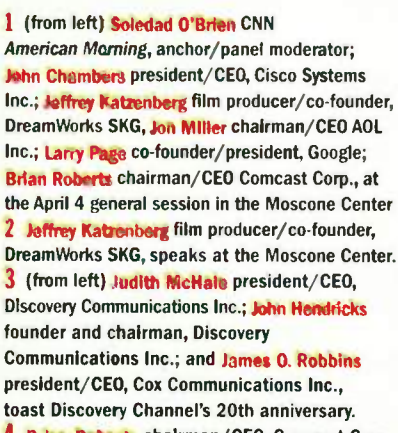 1 (from left) Soledad O'Brien CNN
American Morning, anchor/panel moderator;
John Chambers president/CEO, Cisco Systems
Inc.; Jeffrey Katzenberg film producer/co-founder,
DreamWorks SKG, Jon Miller chairman/CEO AOL
Inc.; Larry Page co-founder/president, Google;
Brian Roberts chairman/CEO Comcast Corp., at
the April 4 general session in the Moscone Center
2 Jeffrey Katzenberg film producer/co-founder,
DreamWorks SKG, speaks at the Moscone Center.
3 (from left) Judith McHale president/CEO,
Discovery Communications Inc.; John Hendricks
founder and chairman, Discovery
Communications Inc.; and James O. Robbins
president/CEO, Cox Communications Inc.,
toast Discovery Channel's 20th anniversary.
4 Brian Roberts chairman/CEO, Comcast